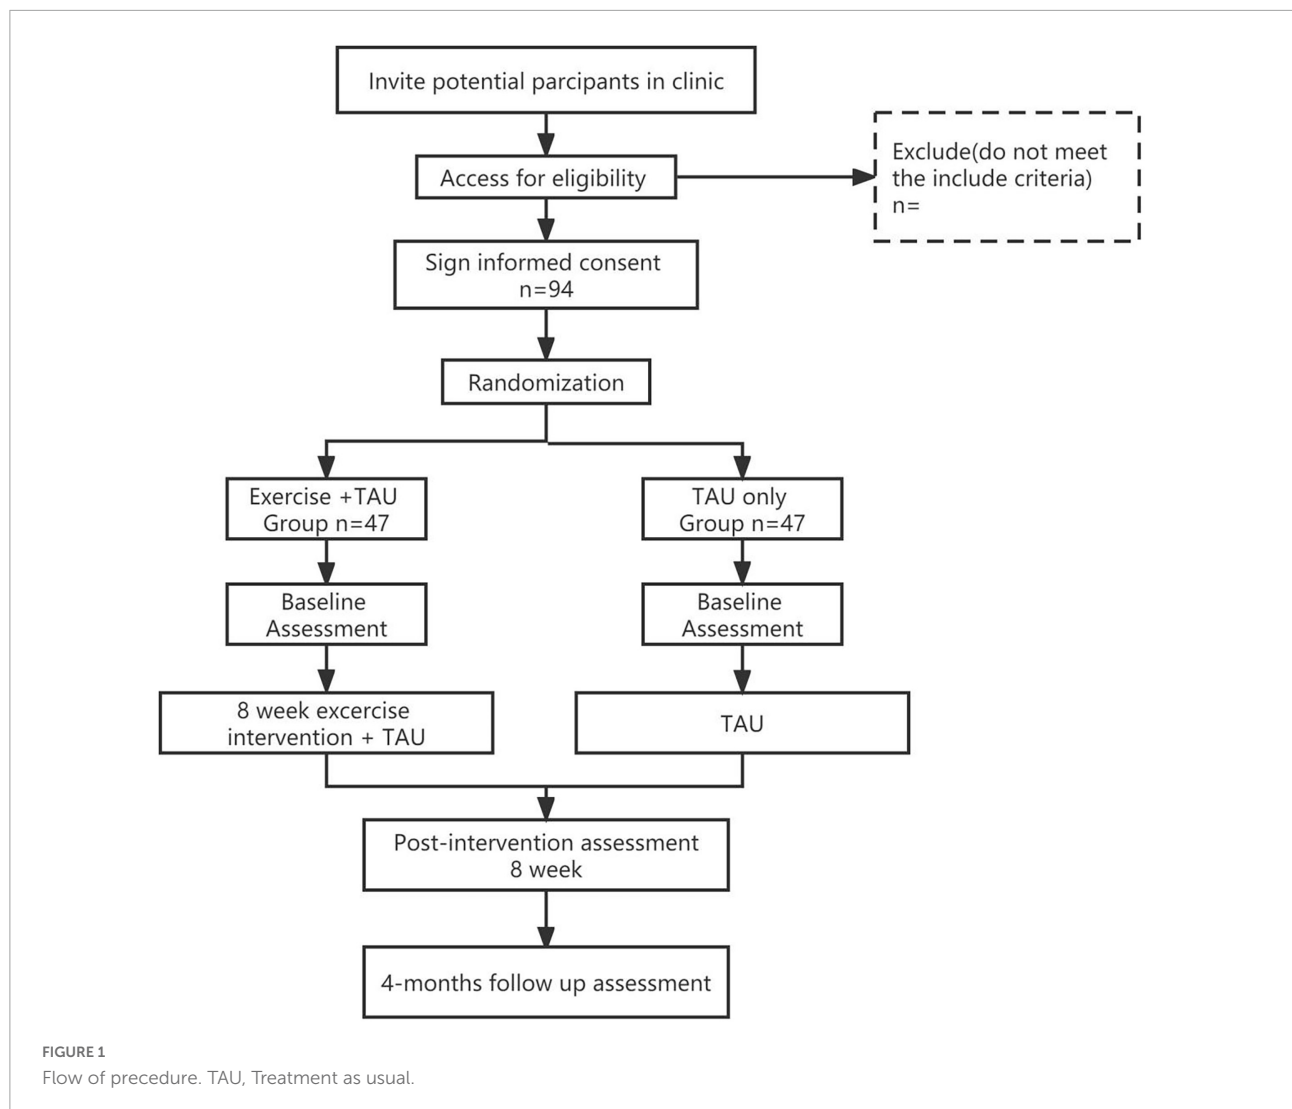 Invite potential parcipants in clinic
Exclude(do not meet
the include criteria)
n=
Access for eligibility
Sign informed consent
n=94
Randomization
Exercise +TAU
Group n=47
TAU only
Group n=47
Baseline
Assessment
Baseline
Assessment
8 week excercise
intervention + TAU
TAU
Post-intervention assessment
8 week
4-months follow up assessment
FIGURE 1
Flow of precedure. TAU, Treatment as usual.